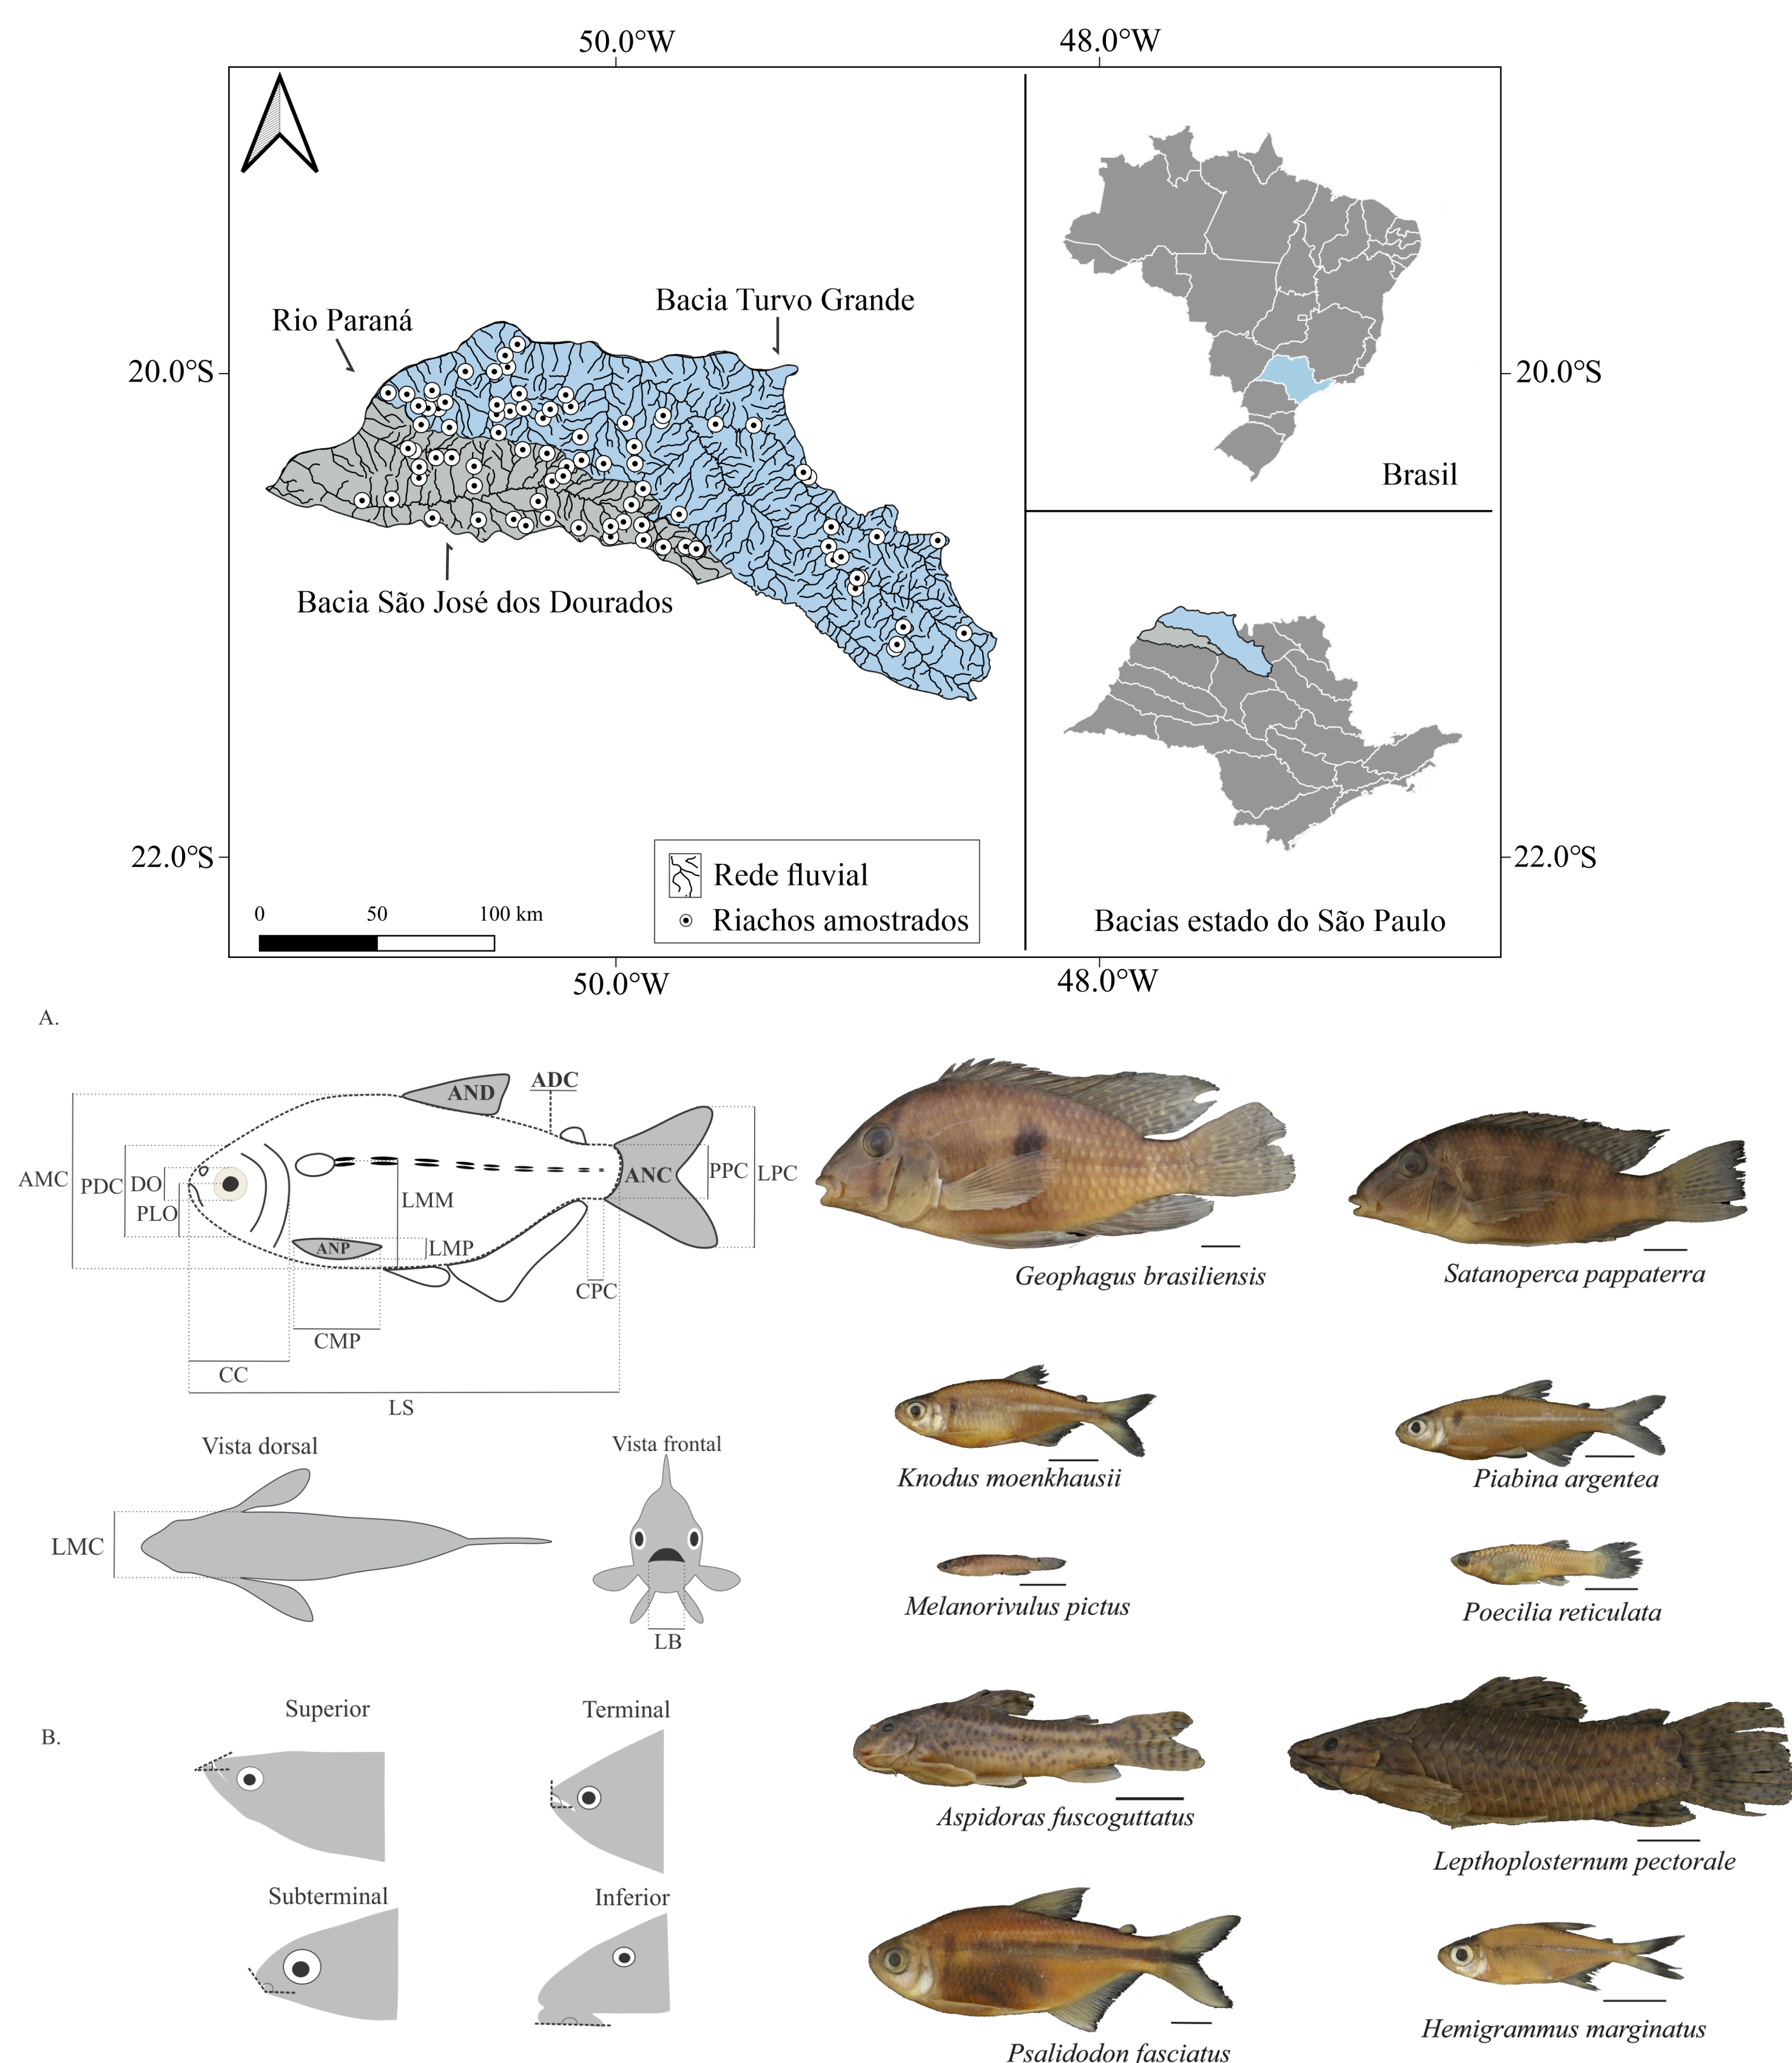 50.0°W
48.0°W
Rio Paraná
Bacia Turvo Grande
20.0°S
20.0°S
Brasil
Bacia São José dos Dourados
22.0°S
22.0°S
Rede fluvial
Riachos amostrados
0 50 100 km
Bacias estado do São Paulo
50.0°W
48.0°W
A.
AND
ADC
AMC
PDC
DO
PLO
LMM
ANC
PPC
LPC
ANP
LMP
CPC
CMP
CC
LS
Geophagus brasiliensis
Satanoperca pappaterra
Vista dorsal
Vista frontal
LMC
LB
Knodus moenkhausii
Piabina argentea
Melanorivulus pictus
Poecilia reticulata
B.
Superior
Terminal
Subterminal
Inferior
Aspidoras fuscoguttatus
Lepthoplosternum pectorale
Psalidodon fasciatus
Hemigrammus marginatus